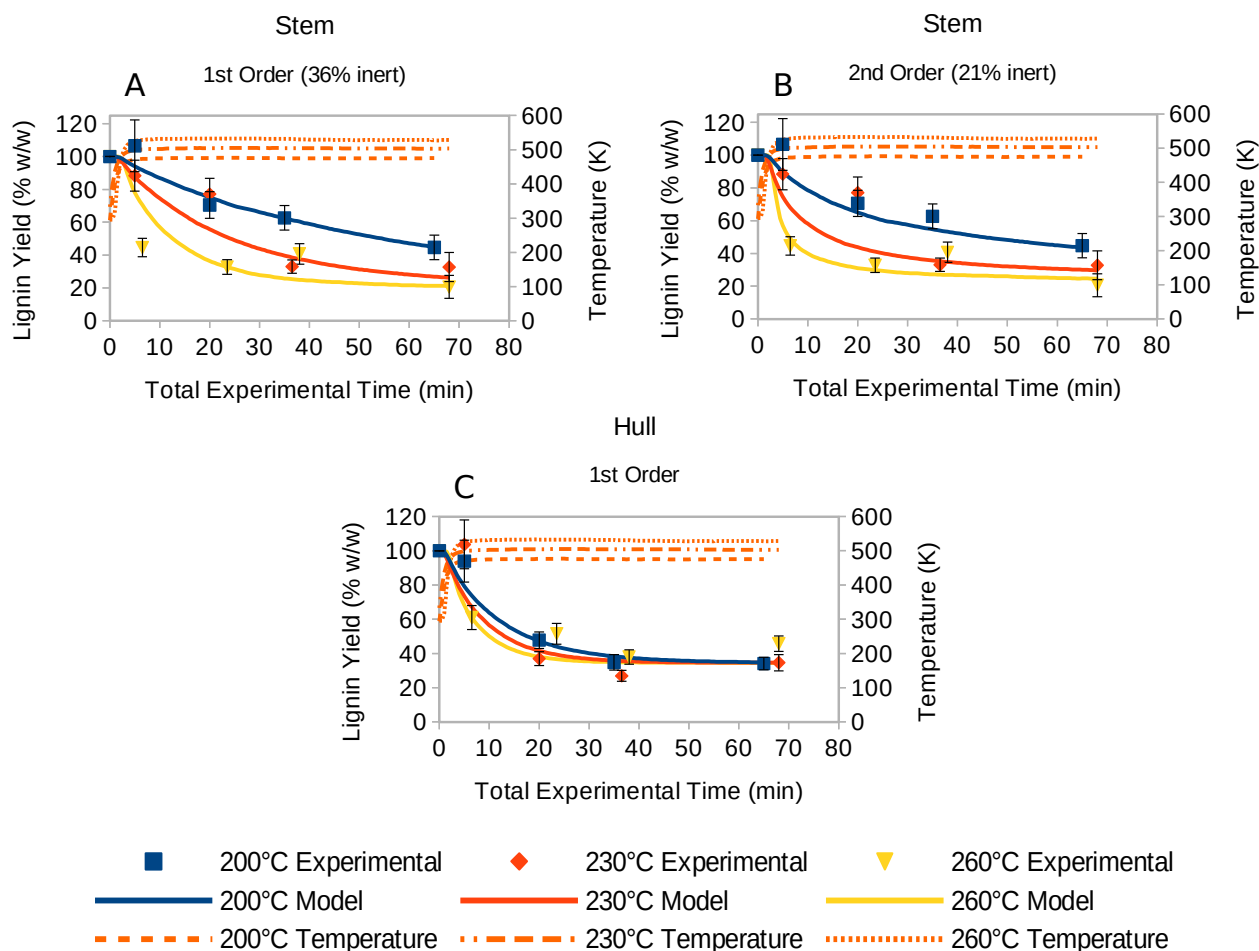 Stem
1st Order (36% inert)
A
Lignin Yield (% w/w)
120
100
80
60
40
20
0
600
500
400
300
200
100
0
Temperature (K)
0 10 20 30 40 50 60 70 80
Total Experimental Time (min)
Stem
2nd Order (21% inert)
B
Lignin Yield (% w/w)
120
100
80
60
40
20
0
600
500
400
300
200
100
0
Temperature (K)
0 10 20 30 40 50 60 70 80
Total Experimental Time (min)
Hull
1st Order
C
Lignin Yield (% w/w)
120
100
80
60
40
20
0
600
500
400
300
200
100
0
Temperature (K)
0 10 20 30 40 50 60 70 80
Total Experimental Time (min)
200°C Experimental 230°C Experimental 260°C Experimental
200°C Model 230°C Model 260°C Model
200°C Temperature 230°C Temperature 260°C Temperature